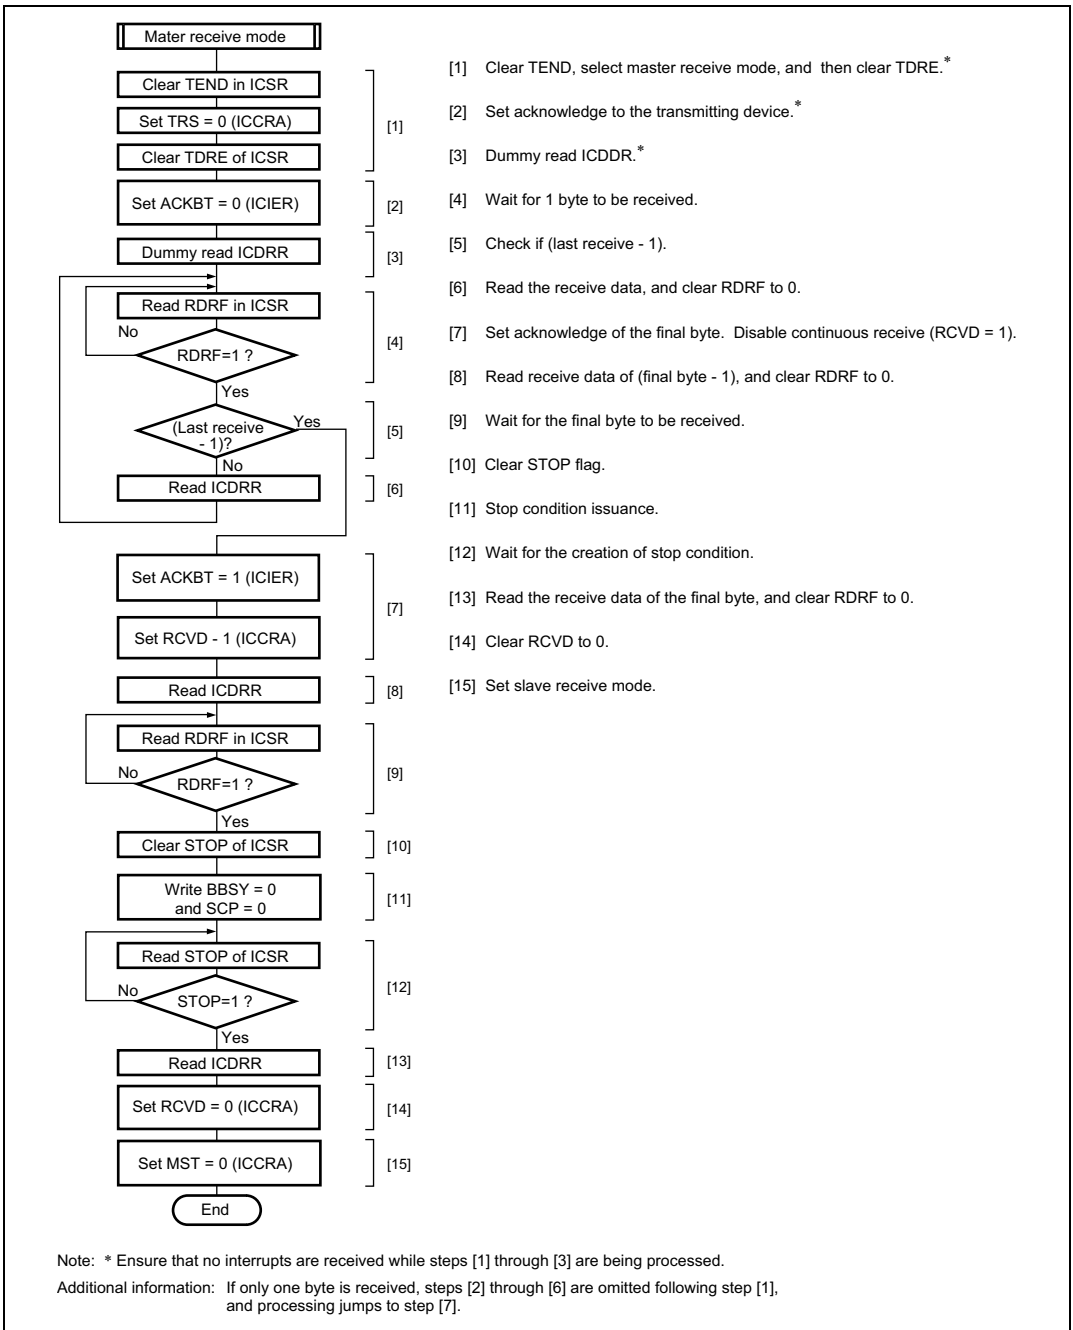 Mater receive mode
Clear TEND in ICSR
Set TRS = 0 (ICCRA)
Clear TDRE of ICSR
[1]
Set ACKBT = 0 (ICIER)
[2]
Dummy read ICDRR
[3]
Read RDRF in ICSR
No
RDRF=1 ?
[4]
Yes
(Last receive
- 1)?
Yes
[5]
No
Read ICDRR
[6]
Set ACKBT = 1 (ICIER)
[7]
Set RCVD - 1 (ICCRA)
Read ICDRR
[8]
Read RDRF in ICSR
No
RDRF=1 ?
[9]
Yes
Clear STOP of ICSR
[10]
Write BBSY = 0
and SCP = 0
[11]
Read STOP of ICSR
No
STOP=1 ?
[12]
Yes
Read ICDRR
[13]
Set RCVD = 0 (ICCRA)
[14]
Set MST = 0 (ICCRA)
[15]
End
[1] Clear TEND, select master receive mode, and then clear TDRE.*
[2] Set acknowledge to the transmitting device.*
[3] Dummy read ICDDR.*
[4] Wait for 1 byte to be received.
[5] Check if (last receive - 1).
[6] Read the receive data, and clear RDRF to 0.
[7] Set acknowledge of the final byte. Disable continuous receive (RCVD = 1).
[8] Read receive data of (final byte - 1), and clear RDRF to 0.
[9] Wait for the final byte to be received.
[10] Clear STOP flag.
[11] Stop condition issuance.
[12] Wait for the creation of stop condition.
[13] Read the receive data of the final byte, and clear RDRF to 0.
[14] Clear RCVD to 0.
[15] Set slave receive mode.
Note: * Ensure that no interrupts are received while steps [1] through [3] are being processed.
Additional information: If only one byte is received, steps [2] through [6] are omitted following step [1],
and processing jumps to step [7].